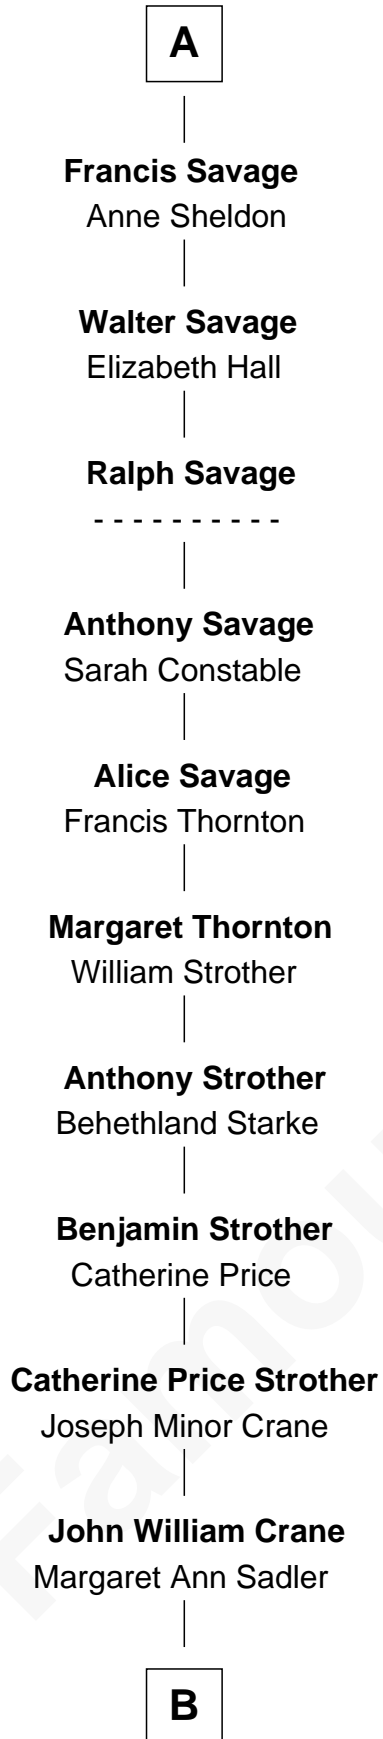 A
Francis Savage
Anne Sheldon
Walter Savage
Elizabeth Hall
Ralph Savage
- - - - - - - - - -
Anthony Savage
Sarah Constable
Alice Savage
Francis Thornton
Margaret Thornton
William Strother
Anthony Strother
Behethland Starke
Benjamin Strother
Catherine Price
Catherine Price Strother
Joseph Minor Crane
John William Crane
Margaret Ann Sadler
B
Famou